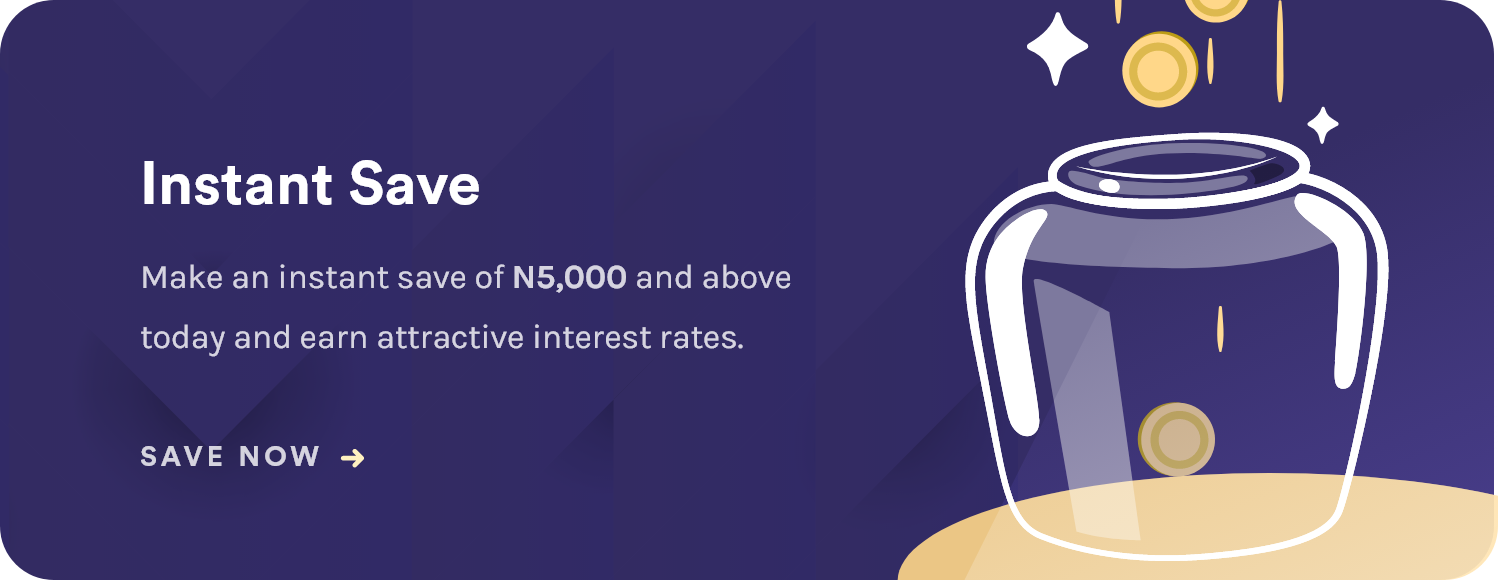 Instant Save
Make an instant save of N5,000 and above
today and earn attractive interest rates.
SAVE NOW ➔